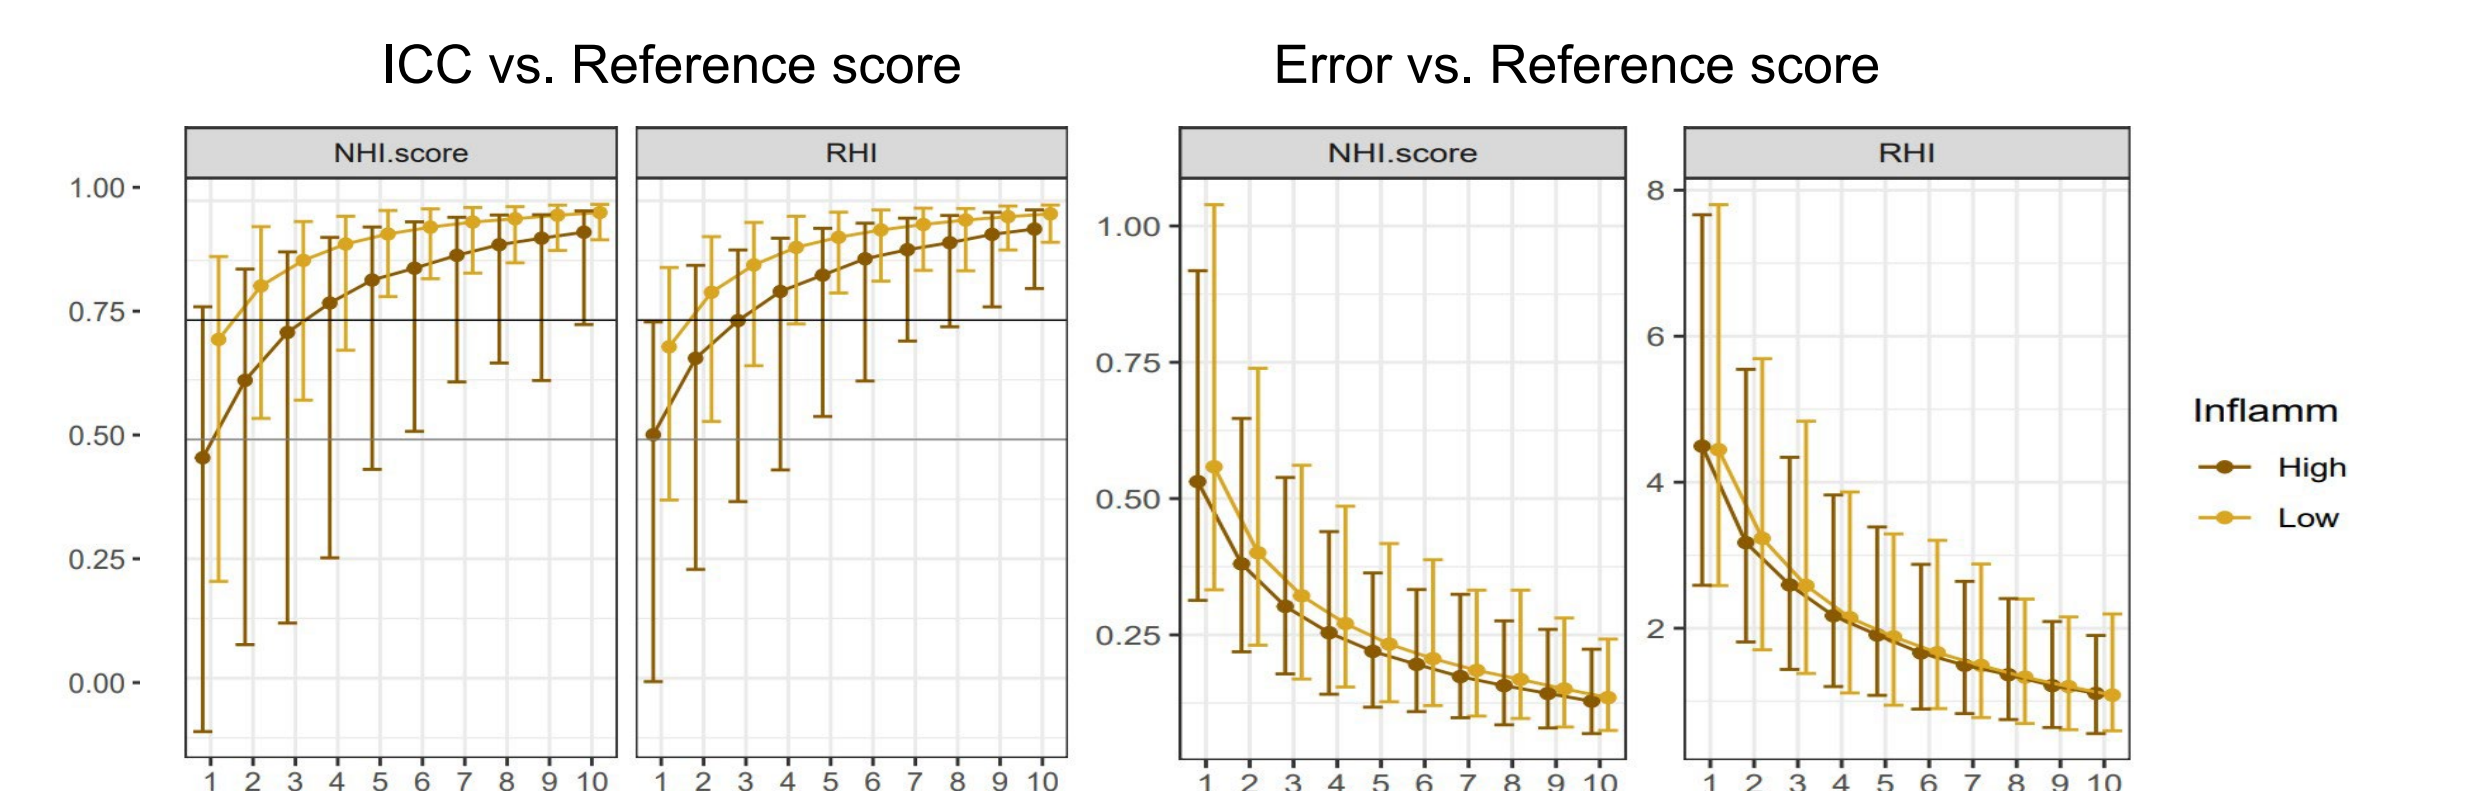 ICC vs. Reference score
Error vs. Reference score
NHI.score
RHI
NHI.score
RHI
1.00
0.75
0.50
0.25
0.00
1 2 3 4 5 6 7 8 9 10
1 2 3 4 5 6 7 8 9 10
1.00
0.75
0.50
0.25
1 2 3 4 5 6 7 8 9 10
8
6
4
2
1 2 3 4 5 6 7 8 9 10
Inflamm
High
Low